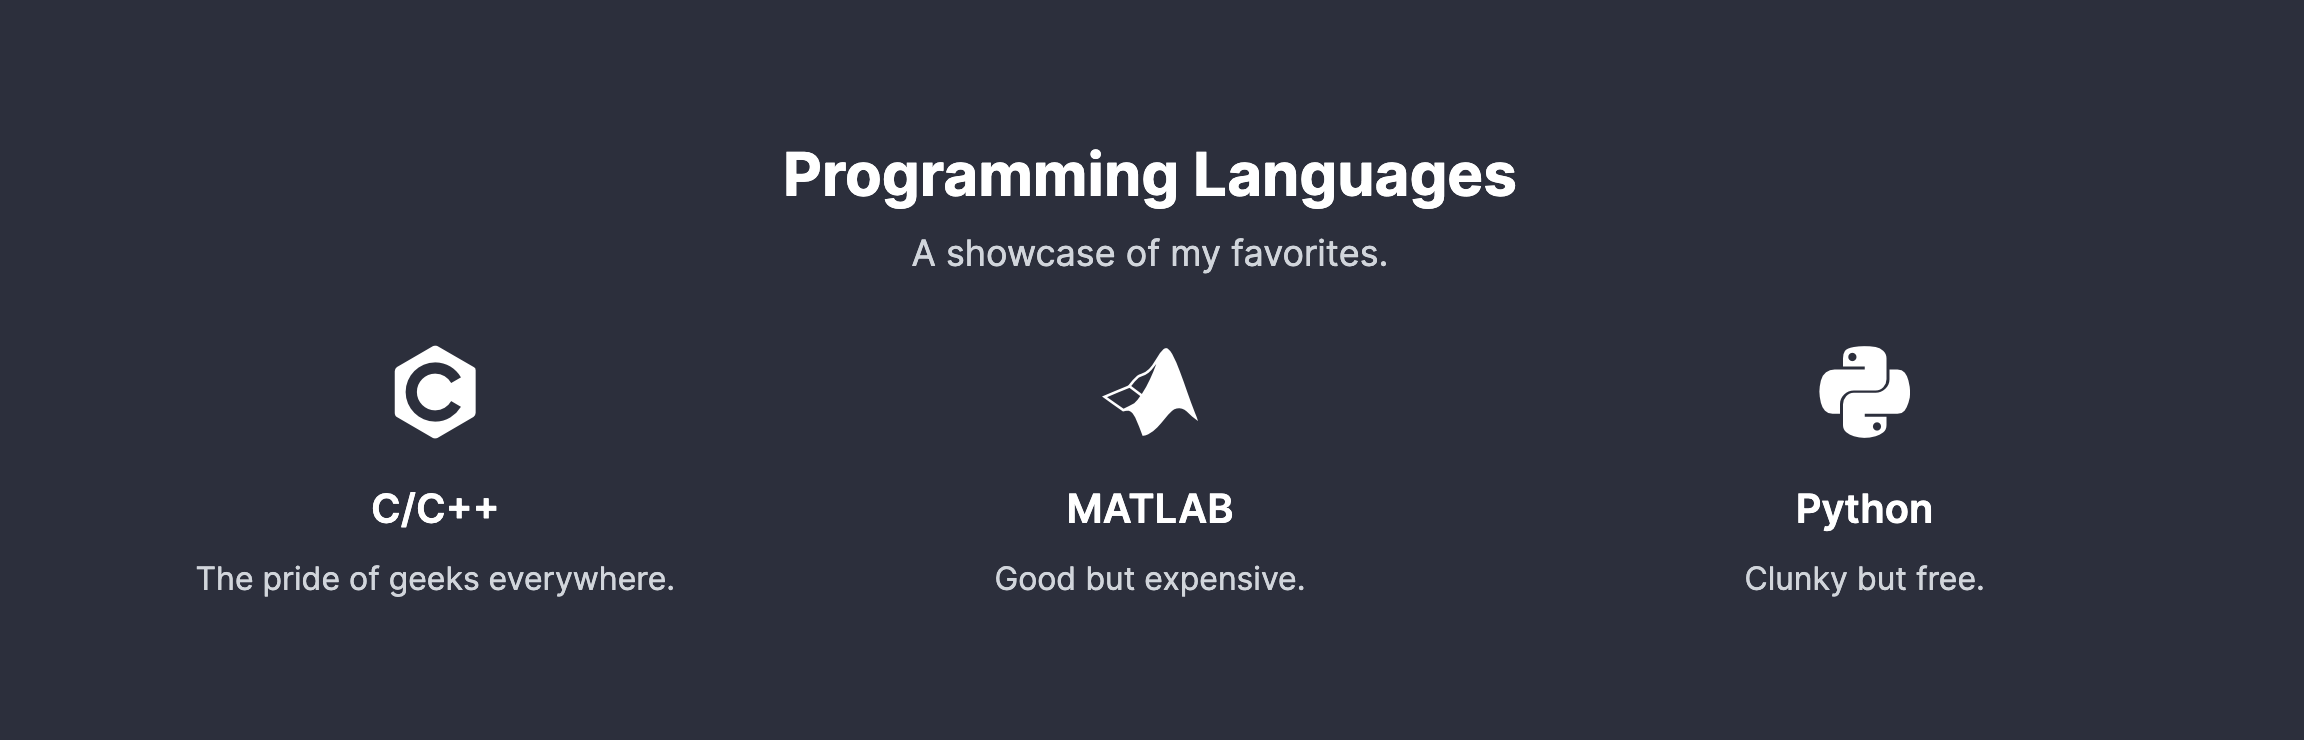 Programming Languages
A showcase of my favorites.
C/C++
The pride of geeks everywhere.
MATLAB
Good but expensive.
Python
Clunky but free.